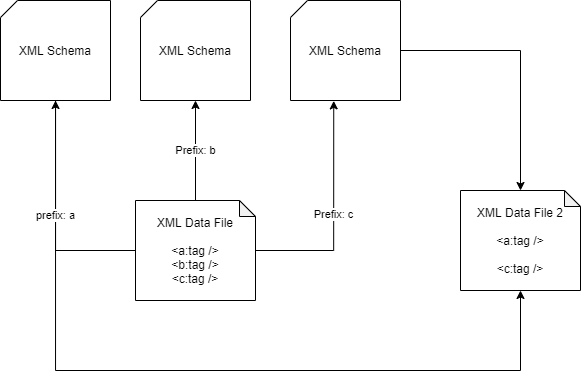 XML Schema
XML Schema
XML Schema
Prefix: b
prefix: a
Prefix: c
XML Data File
<a:tag />
<b:tag />
<c:tag />
XML Data File 2
<a:tag />
<c:tag />